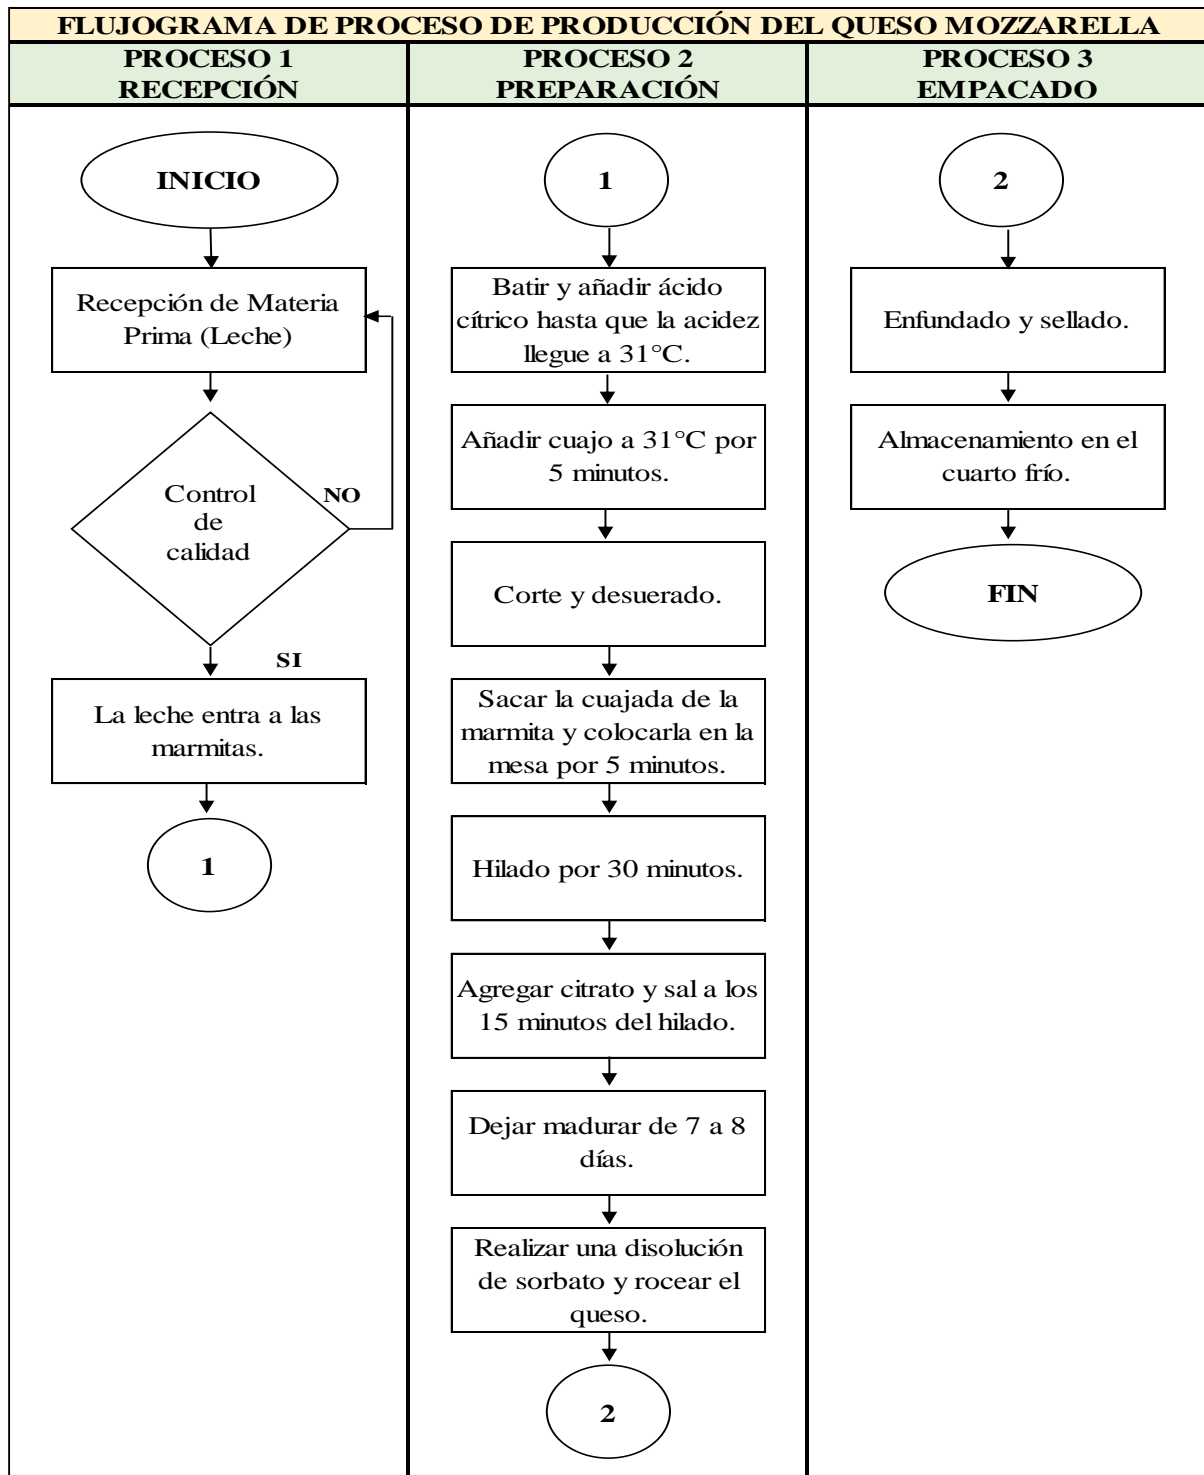 FLUJOGRAMA DE PROCESO DE PRODUCCIÓN DEL QUESO MOZZARELLA
PROCESO 1
RECEPCIÓN
PROCESO 2
PREPARACIÓN
PROCESO 3
EMPACADO
INICIO
Recepción de Materia
Prima (Leche)
Control
de
calidad
NO
SI
La leche entra a las
marmitas.
1
1
Batir y añadir ácido
cítrico hasta que la acidez
llegue a 31°C.
Añadir cuajo a 31°C por
5 minutos.
Corte y desuerado.
Sacar la cuajada de la
marmita y colocarla en la
mesa por 5 minutos.
Hilado por 30 minutos.
Agregar citrato y sal a los
15 minutos del hilado.
Dejar madurar de 7 a 8
días.
Realizar una disolución
de sorbato y rocear el
queso.
2
2
Enfundado y sellado.
Almacenamiento en el
cuarto frío.
FIN